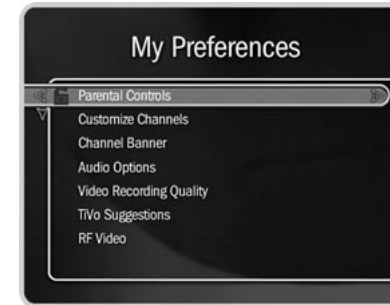 My Preferences
Parental Controls
Customize Channels
Channel Banner
Audio Options
Video Recording Quality
TiVo Suggestions
RF Video